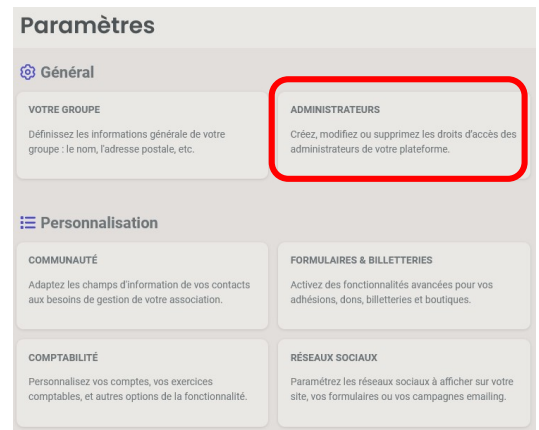 Paramètres
Général
VOTRE GROUPE
Définissez les informations générale de votre
groupe : le nom, l'adresse postale, etc.
ADMINISTRATEURS
Créez, modifiez ou supprimez les droits d'accès des
administrateurs de votre plateforme.
Personnalisation
COMMUNAUTÉ
Adaptez les champs d'information de vos contacts
aux besoins de gestion de votre association.
FORMULAIRES & BILLETTERIES
Activez des fonctionnalités avancées pour vos
adhésions, dons, billetteries et boutiques.
COMPTABILITÉ
Personnalisez vos comptes, vos exercices
comptables, et autres options de la fonctionnalité.
RÉSEAUX SOCIAUX
Paramétrez les réseaux sociaux à afficher sur votre
site, vos formulaires ou vos campagnes emailing.